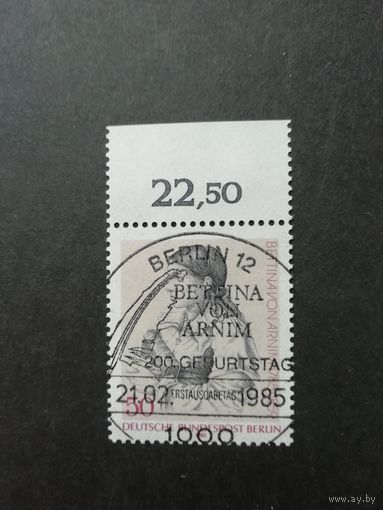 22,50
BERLIN 12
BETTINA
VON
ARNIM
200. GEBURTSTAG
21.02. ERSTAUSGABETAG 1985
50
DEUTSCHE BUNDESPOST BERLIN
1000
BETTINA VON ARNIM
www.ay.by